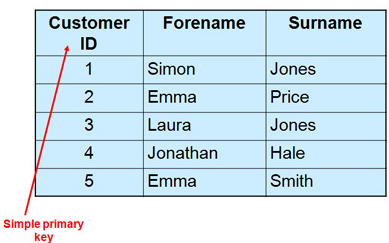 Customer ID Forename Surname
1 Simon Jones
2 Emma Price
3 Laura Jones
4 Jonathan Hale
5 Emma Smith
Simple primary
key